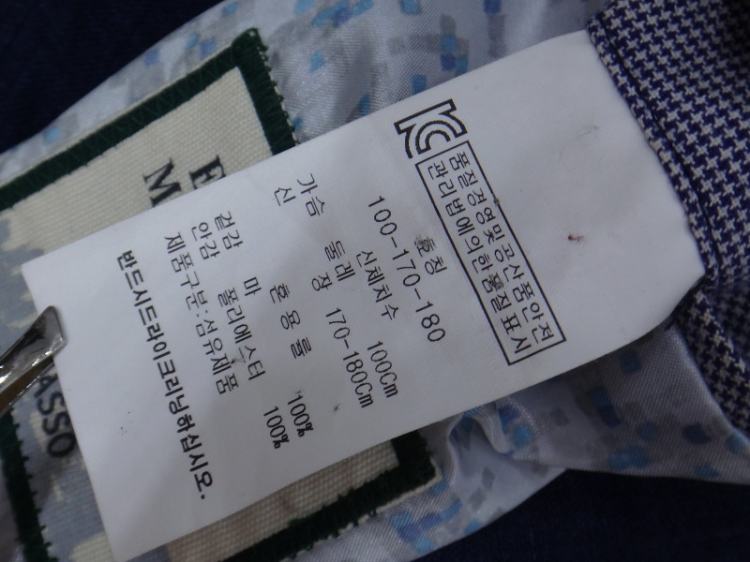 품질경영및공산품안전
관리법에의한품질표시
호칭
100-170-180
신체치수
가슴 둘레 100Cm
신 장 170-180Cm
혼용률
겉감 마 100%
안감 폴리에스터 100%
제품구분:섬유제품
반드시드라이크리닝하십시오.
E
M
ASSO